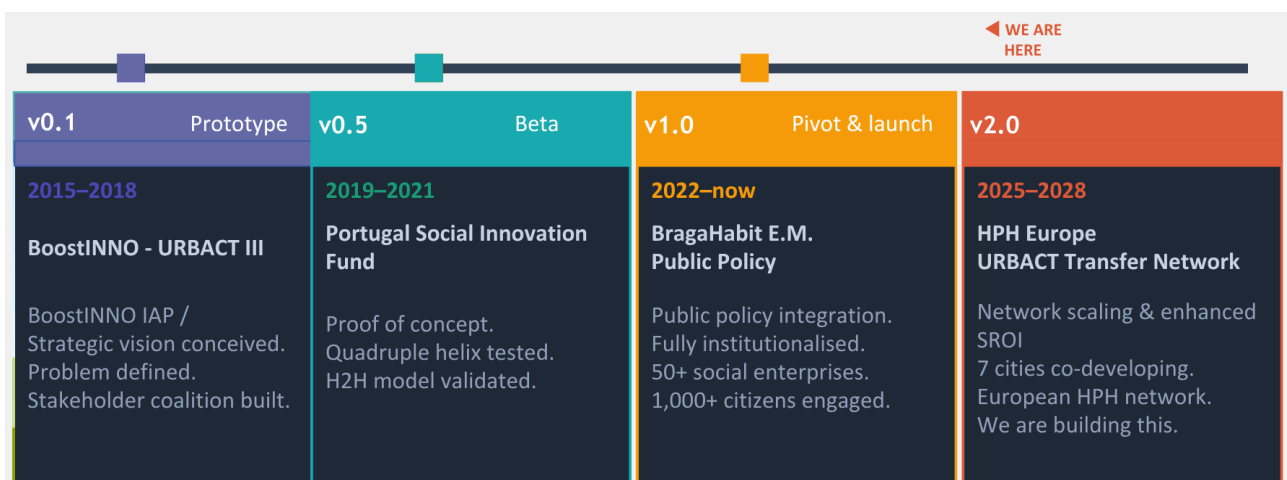 WE ARE
HERE
v0.1 Prototype
2015–2018
BoostINNO - URBACT III
BoostINNO IAP /
Strategic vision conceived.
Problem defined.
Stakeholder coalition built.
v0.5 Beta
2019–2021
Portugal Social Innovation
Fund
Proof of concept.
Quadruple helix tested.
H2H model validated.
v1.0 Pivot & launch
2022–now
BragaHabit E.M.
Public Policy
Public policy integration.
Fully institutionalised.
50+ social enterprises.
1,000+ citizens engaged.
v2.0
2025–2028
HPH Europe
URBACT Transfer Network
Network scaling & enhanced
SROI
7 cities co-developing.
European HPH network.
We are building this.